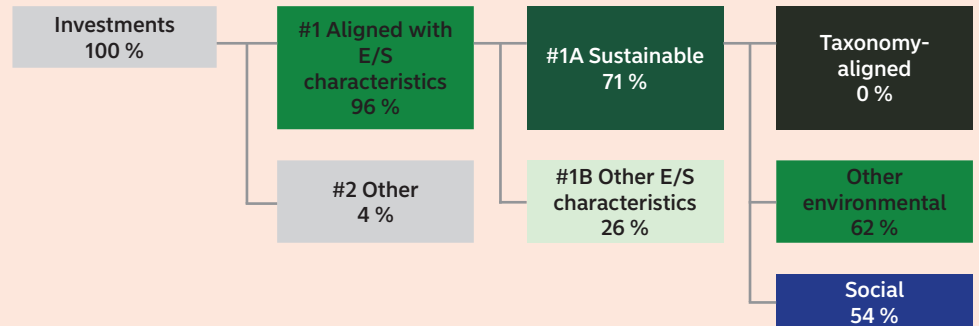 Investments
100 %
#1 Aligned with
E/S
characteristics
96 %
#2 Other
4 %
#1A Sustainable
71 %
#1B Other E/S
characteristics
26 %
Taxonomy-
aligned
0 %
Other
environmental
62 %
Social
54 %